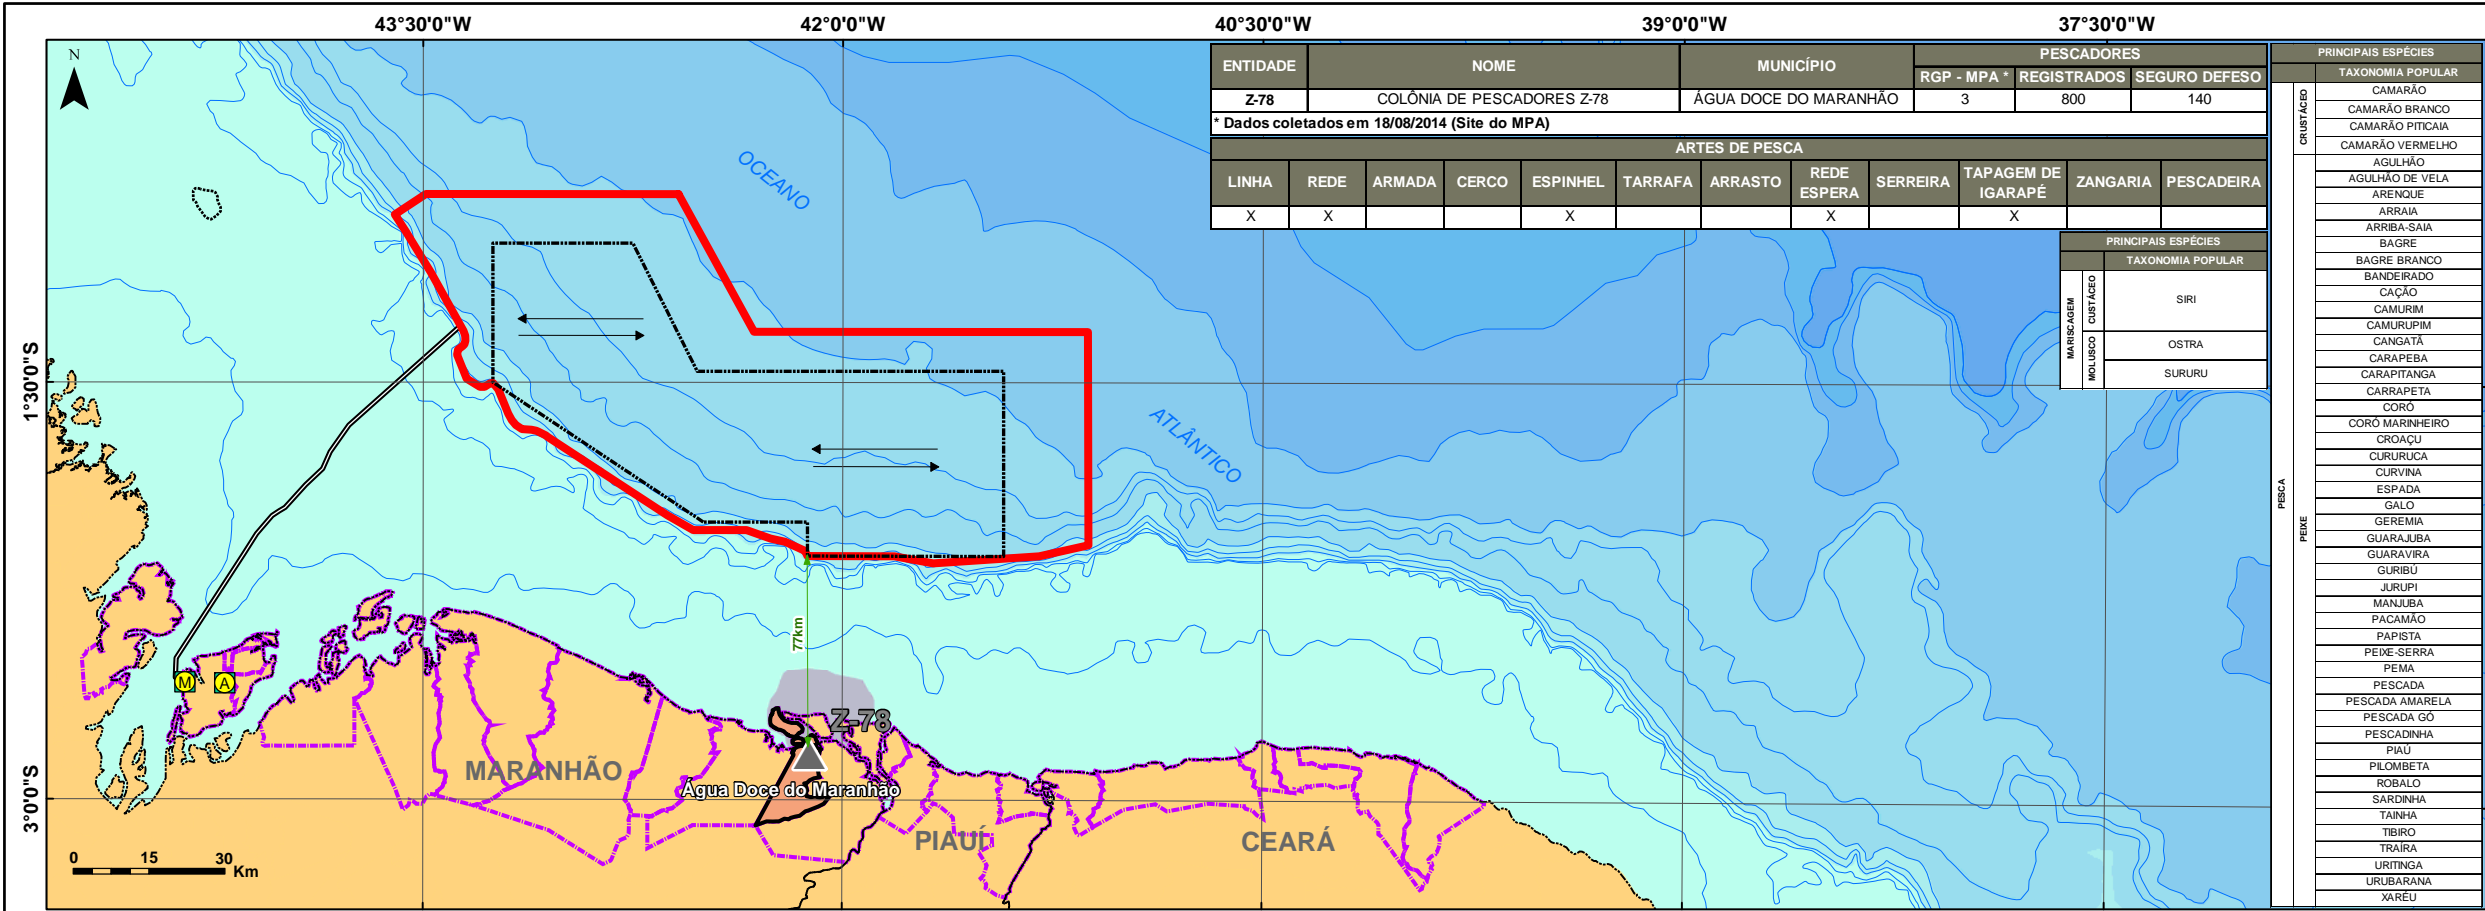 43°30'0"W 42°0'0"W 40°30'0"W 39°0'0"W 37°30'0"W
N
1°30'0"S
3°0'0"S
OCEANO
ATLÂNTICO
77km
M A
Z-78
Água Doce do Maranhão
MARANHÃO
PIAUÍ
CEARÁ
0 15 30
Km
ENTIDADE NOME MUNICÍPIO PESCADORES
RGP - MPA * REGISTRADOS SEGURO DEFESO
Z-78 COLÔNIA DE PESCADORES Z-78 ÁGUA DOCE DO MARANHÃO 3 800 140
* Dados coletados em 18/08/2014 (Site do MPA)
ARTES DE PESCA
LINHA REDE ARMADA CERCO ESPINHEL TARRAFA ARRASTO REDE ESPERA SERREIRA TAPAGEM DE IGARAPÉ ZANGARIA PESCADEIRA
X X X X X
PRINCIPAIS ESPÉCIES
TAXONOMIA POPULAR
MARISCAGEM
CUSTÁCEO
SIRI
MOLUSCO
OSTRA
SURURU
PRINCIPAIS ESPÉCIES
TAXONOMIA POPULAR
PESCA
CRUSTÁCEO
CAMARÃO
CAMARÃO BRANCO
CAMARÃO PITICAIA
CAMARÃO VERMELHO
PEIXE
AGULHÃO
AGULHÃO DE VELA
ARENQUE
ARRAIA
ARRIBA-SAIA
BAGRE
BAGRE BRANCO
BANDEIRADO
CAÇÃO
CAMURIM
CAMURUPIM
CANGATÃ
CARAPEBA
CARAPITANGA
CARRAPETA
CORÓ
CORÓ MARINHEIRO
CROAÇU
CURURUCA
CURVINA
ESPADA
GALO
GEREMIA
GUARAJUBA
GUARAVIRA
GURIBÚ
JURUPI
MANJUBA
PACAMÃO
PAPISTA
PEIXE-SERRA
PEMA
PESCADA
PESCADA AMARELA
PESCADA GÓ
PESCADINHA
PIAÚ
PILOMBETA
ROBALO
SARDINHA
TAINHA
TIBIRO
TRAÍRA
URITINGA
URUBARANA
XARÉU